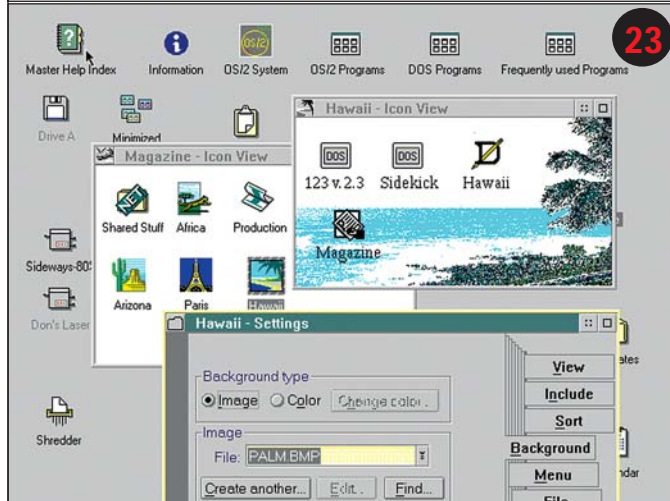 23
Master Help Index
Information
OS/2
OS/2 System
OS/2 Programs
DOS Programs
Frequently used Programs
Drive A
Minimized
Hawaii - Icon View
Magazine - Icon View
DOS
DOS
123 v. 2.3
Sidekick
Hawaii
Shared Stuff
Africa
Production
Magazine
Sideways-80
Arizona
Paris
Hawaii
Don's Laser
Hawaii - Settings
View
Include
Sort
Background
Menu
File
Background type
Image
Color
Change color..
Image
File:
PALM.BMP
Create another...
Edit..
Find...
Shredder